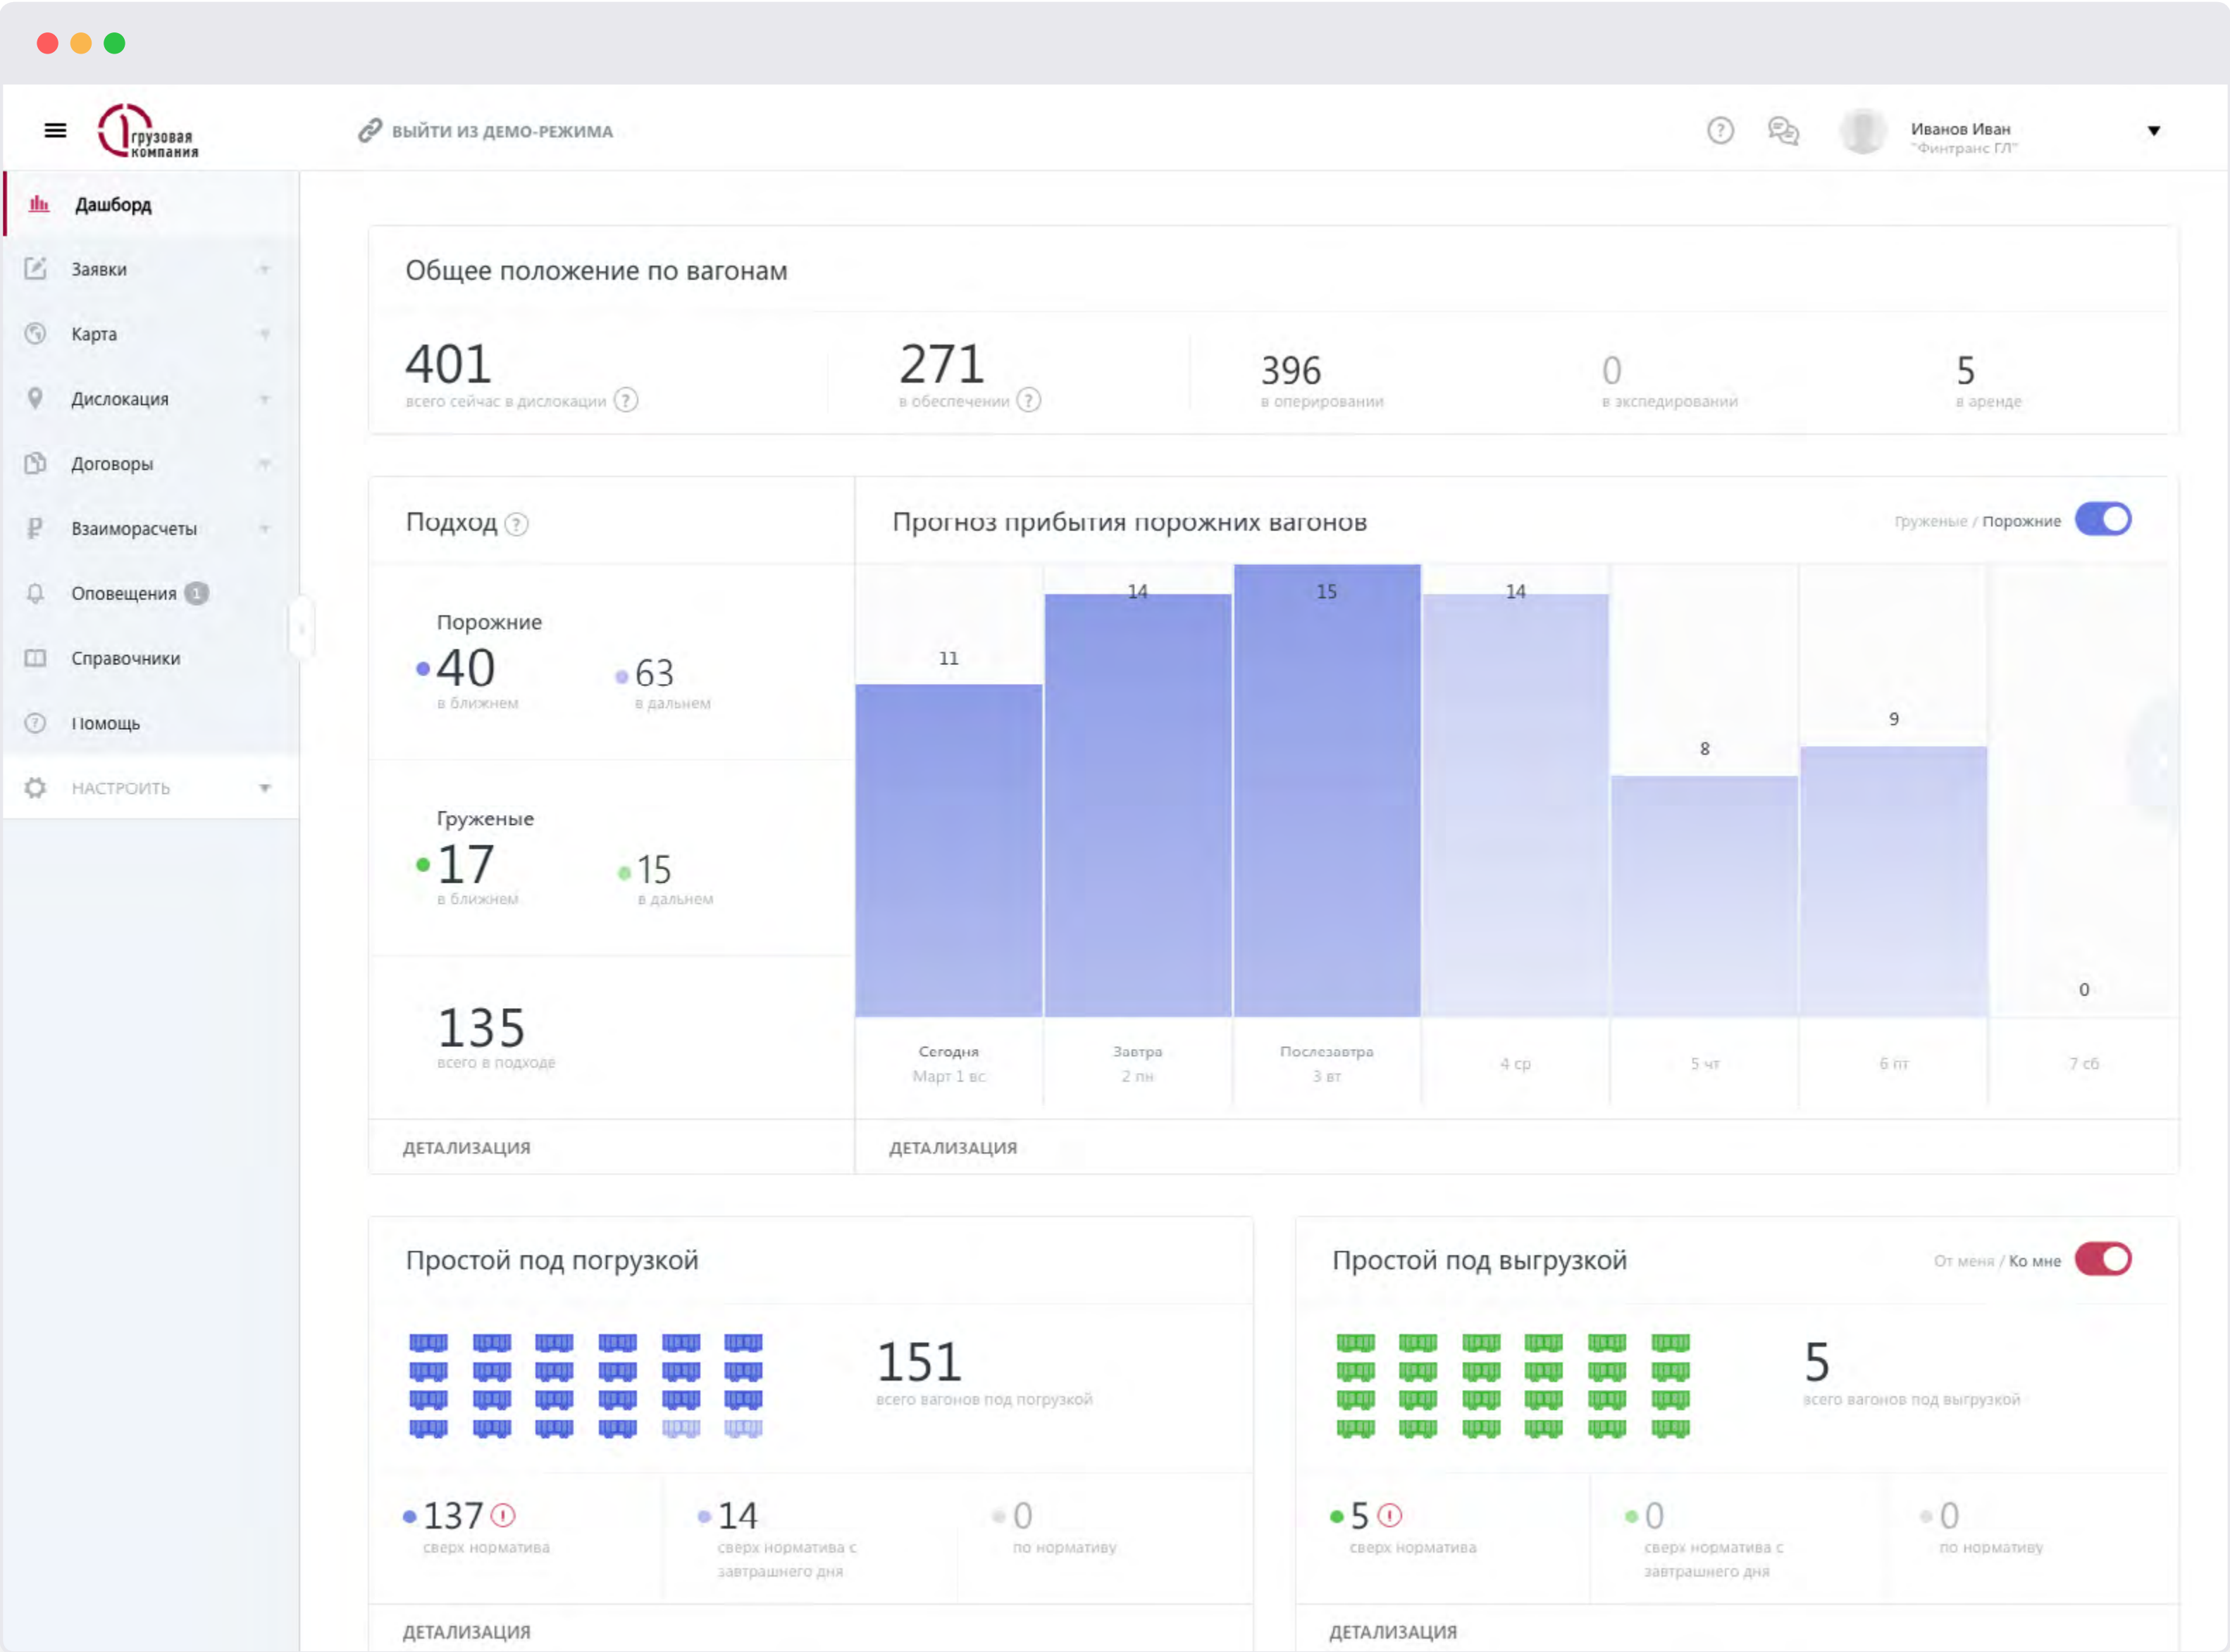 грузовая
компания
ВЫЙТИ ИЗ ДЕМО-РЕЖИМА
Иванов Иван
"Финтранс ГЛ"
Дашборд
Заявки
Карта
Дислокация
Договоры
Взаиморасчеты
Оповещения 1
Справочники
Помощь
НАСТРОИТЬ
Общее положение по вагонам
401
всего сейчас в дислокации ?
271
в обеспечении ?
396
в оперировании
0
в экспедировании
5
в аренде
Подход ?
Порожние
40
в ближнем
63
в дальнем
Груженые
17
в ближнем
15
в дальнем
135
всего в подходе
ДЕТАЛИЗАЦИЯ
Прогноз прибытия порожних вагонов
Груженые / Порожние
11
14
15
14
8
9
0
Сегодня
Март 1 вс
Завтра
2 пн
Послезавтра
3 вт
4 ср
5 чт
6 пт
7 сб
ДЕТАЛИЗАЦИЯ
Простой под погрузкой
151
всего вагонов под погрузкой
137 !
сверх норматива
14
сверх норматива с
завтрашнего дня
0
по нормативу
ДЕТАЛИЗАЦИЯ
Простой под выгрузкой
От меня / Ко мне
5
всего вагонов под выгрузкой
5 !
сверх норматива
0
сверх норматива с
завтрашнего дня
0
по нормативу
ДЕТАЛИЗАЦИЯ